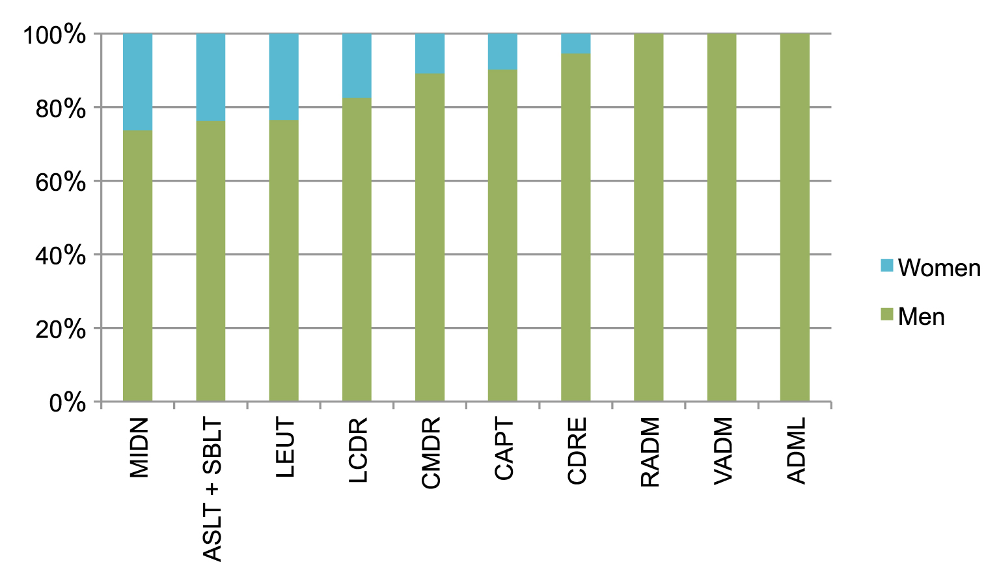 100%
80%
60%
40%
20%
0%
MIDN
ASLT + SBLT
LEUT
LCDR
CMDR
CAPT
CDRE
RADM
VADM
ADML
Women
Men